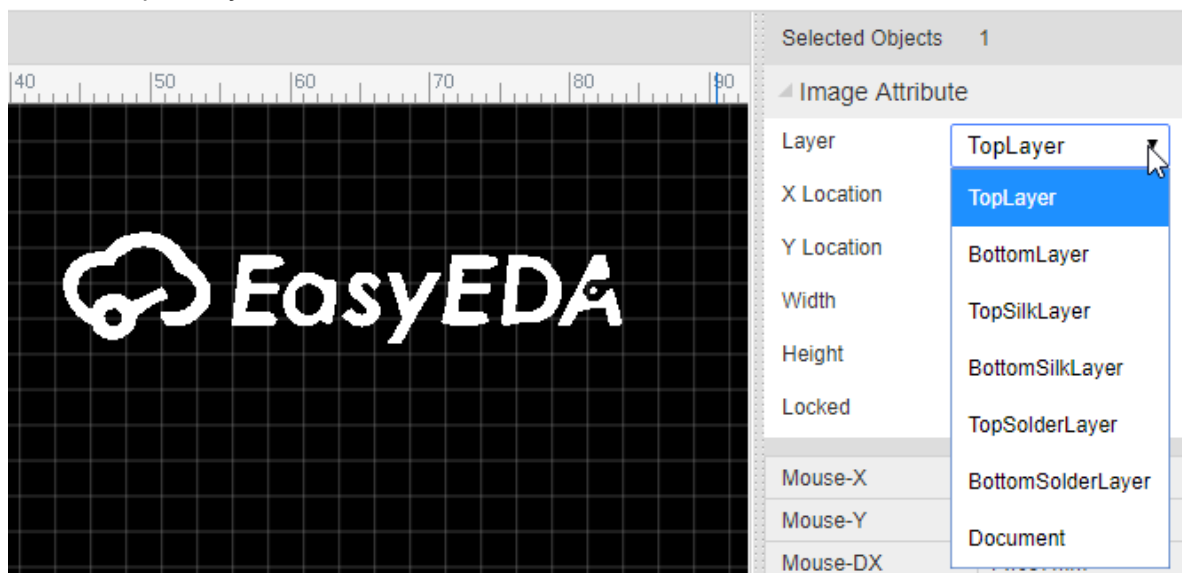 Selected Objects 1
40 50 60 70 80 90
Image Attribute
Layer TopLayer
X Location TopLayer
Y Location BottomLayer
Width TopSilkLayer
Height BottomSilkLayer
Locked TopSolderLayer
Mouse-X BottomSolderLayer
Mouse-Y Document
Mouse-DX
EasyEDA